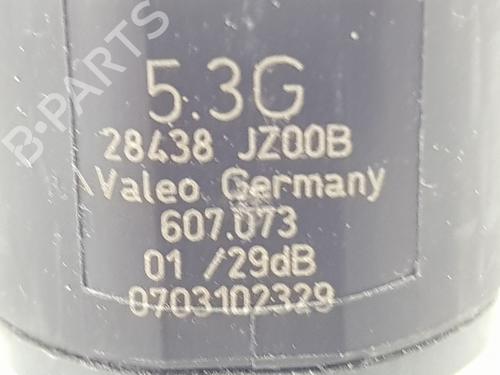 B-PARTS
5.3G
28438 JZ00B
Valeo Germany
607.073
01 /29dB
0703102329